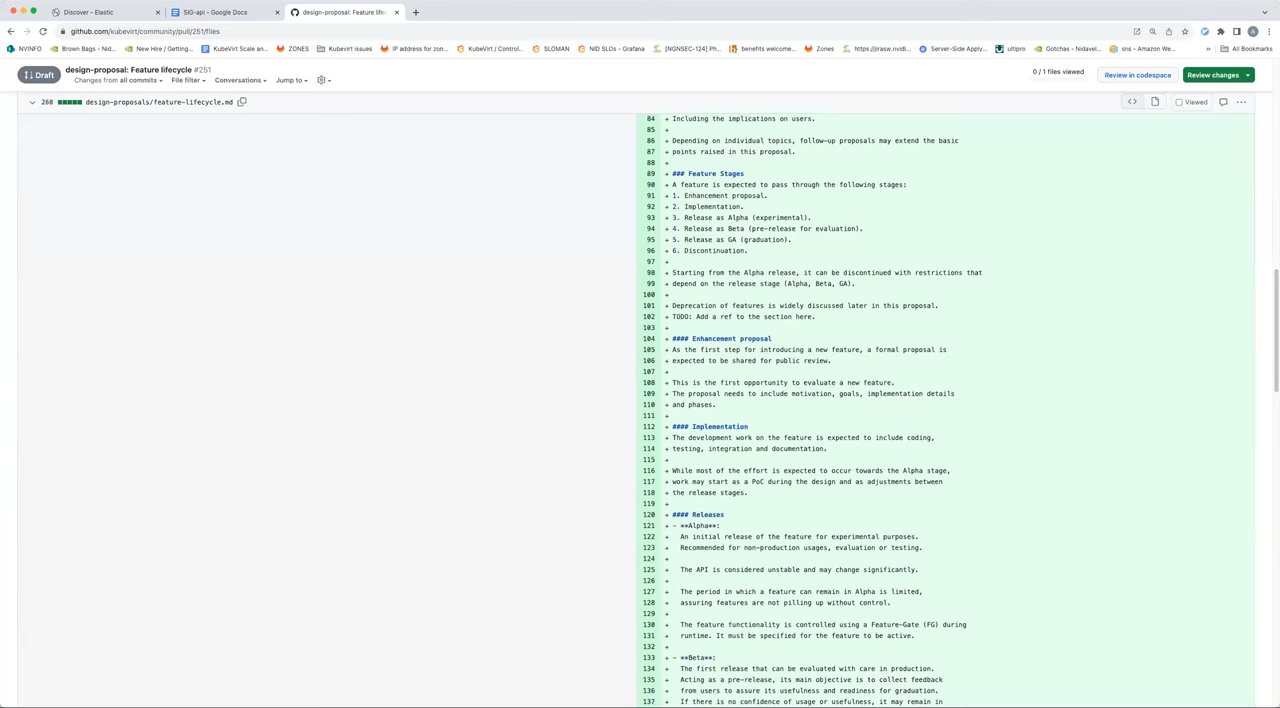 Discover - Elastic
SIG-api - Google Docs
design-proposal: Feature life
github.com/kubevirt/community/pull/251/files
NVINFO
Brown Bags - Nid...
New Hire / Getting...
KubeVirt Scale an...
ZONES
Kubevirt issues
IP address for zon...
KubeVirt / Control...
SLOMAN
NID SLOs - Grafana
[NGNSEC-124] Ph...
benefits welcome...
Zones
https://jirasw.nvidi...
Server-Side Apply...
ultipro
Gotchas - Nidavel...
sns - Amazon We...
All Bookmarks
Draft
design-proposal: Feature lifecycle #251
Changes from all commits
File filter
Conversations
Jump to
0 / 1 files viewed
Review in codespace
Review changes
260 design-proposals/feature-lifecycle.md
Viewed
84 + Including the implications on users.
85 +
86 + Depending on individual topics, follow-up proposals may extend the basic
87 + points raised in this proposal.
88 +
89 + ### Feature Stages
90 + A feature is expected to pass through the following stages:
91 + 1. Enhancement proposal.
92 + 2. Implementation.
93 + 3. Release as Alpha (experimental).
94 + 4. Release as Beta (pre-release for evaluation).
95 + 5. Release as GA (graduation).
96 + 6. Discontinuation.
97 +
98 + Starting from the Alpha release, it can be discontinued with restrictions that
99 + depend on the release stage (Alpha, Beta, GA).
100 +
101 + Deprecation of features is widely discussed later in this proposal.
102 + TODO: Add a ref to the section here.
103 +
104 + #### Enhancement proposal
105 + As the first step for introducing a new feature, a formal proposal is
106 + expected to be shared for public review.
107 +
108 + This is the first opportunity to evaluate a new feature.
109 + The proposal needs to include motivation, goals, implementation details
110 + and phases.
111 +
112 + #### Implementation
113 + The development work on the feature is expected to include coding,
114 + testing, integration and documentation.
115 +
116 + While most of the effort is expected to occur towards the Alpha stage,
117 + work may start as a PoC during the design and as adjustments between
118 + the release stages.
119 +
120 + #### Releases
121 + - **Alpha**:
122 + An initial release of the feature for experimental purposes.
123 + Recommended for non-production usages, evaluation or testing.
124 +
125 + The API is considered unstable and may change significantly.
126 +
127 + The period in which a feature can remain in Alpha is limited,
128 + assuring features are not pilling up without control.
129 +
130 + The feature functionality is controlled using a Feature-Gate (FG) during
131 + runtime. It must be specified for the feature to be active.
132 +
133 + - **Beta**:
134 + The first release that can be evaluated with care in production.
135 + Acting as a pre-release, its main objective is to collect feedback
136 + from users to assure its usefulness and readiness for graduation.
137 + If there is no confidence of usage or usefulness, it may remain in